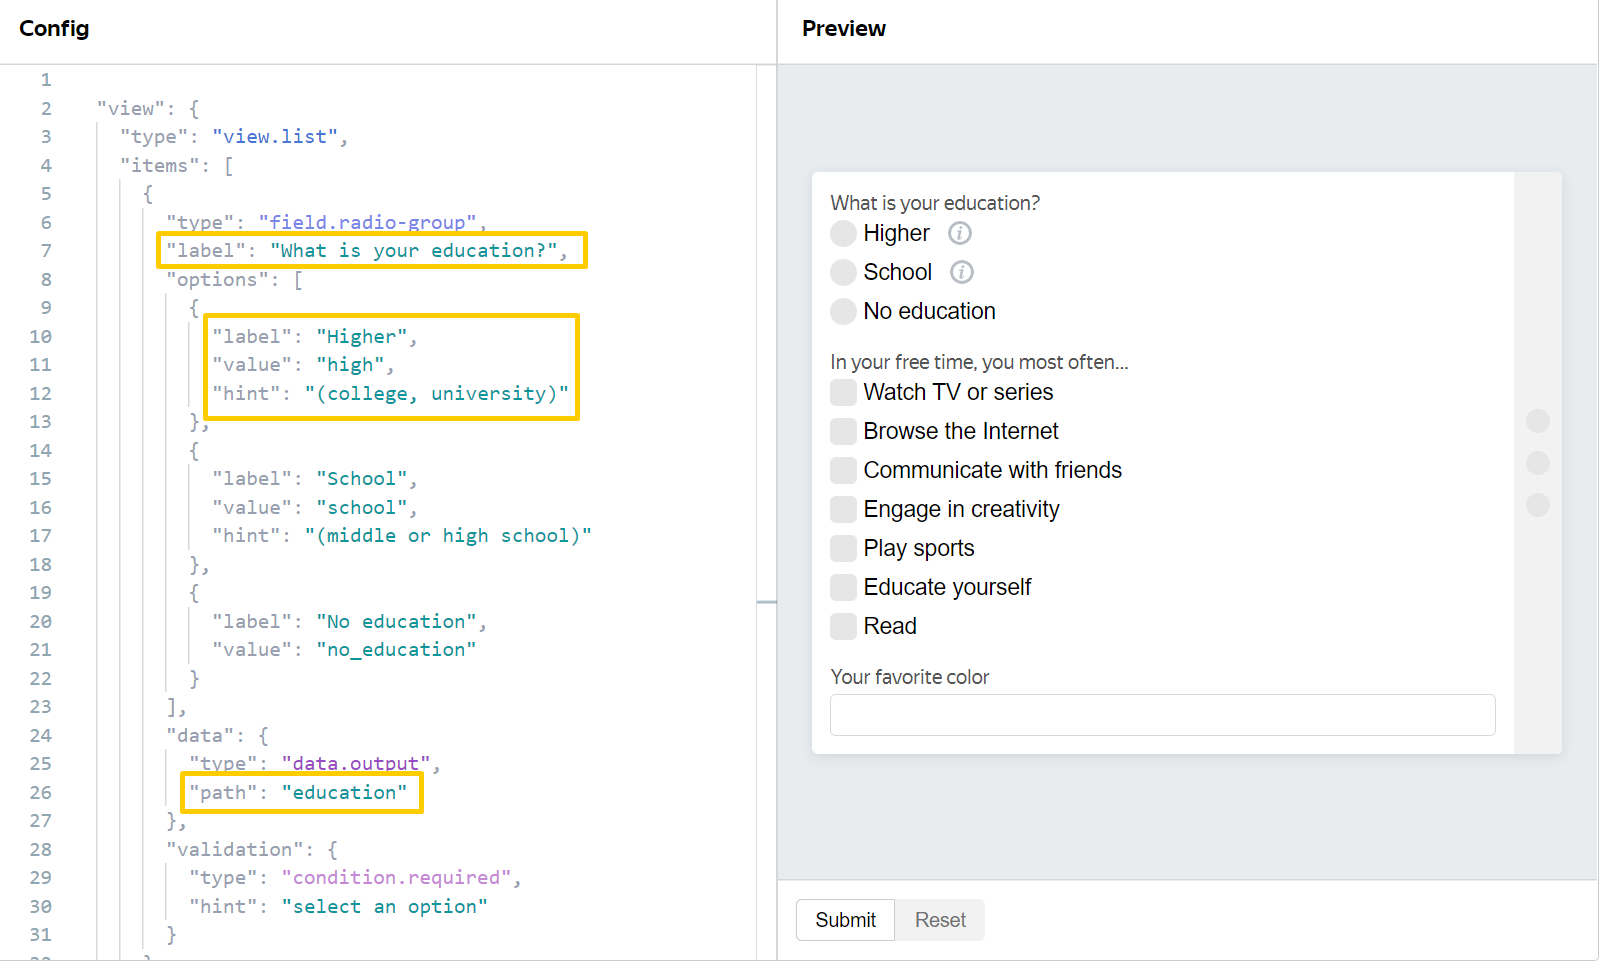 Config
1
2 "view": {
3 "type": "view.list",
4 "items": [
5 {
6 "type": "field.radio-group",
7 "label": "What is your education?",
8 "options": [
9 {
10 "label": "Higher",
11 "value": "high",
12 "hint": "(college, university)"
13 },
14 {
15 "label": "School",
16 "value": "school",
17 "hint": "(middle or high school)"
18 },
19 {
20 "label": "No education",
21 "value": "no_education"
22 }
23 ],
24 "data": {
25 "type": "data.output",
26 "path": "education"
27 },
28 "validation": {
29 "type": "condition.required",
30 "hint": "select an option"
31 }
Preview
What is your education?
Higher i
School i
No education
In your free time, you most often...
Watch TV or series
Browse the Internet
Communicate with friends
Engage in creativity
Play sports
Educate yourself
Read
Your favorite color
Submit Reset